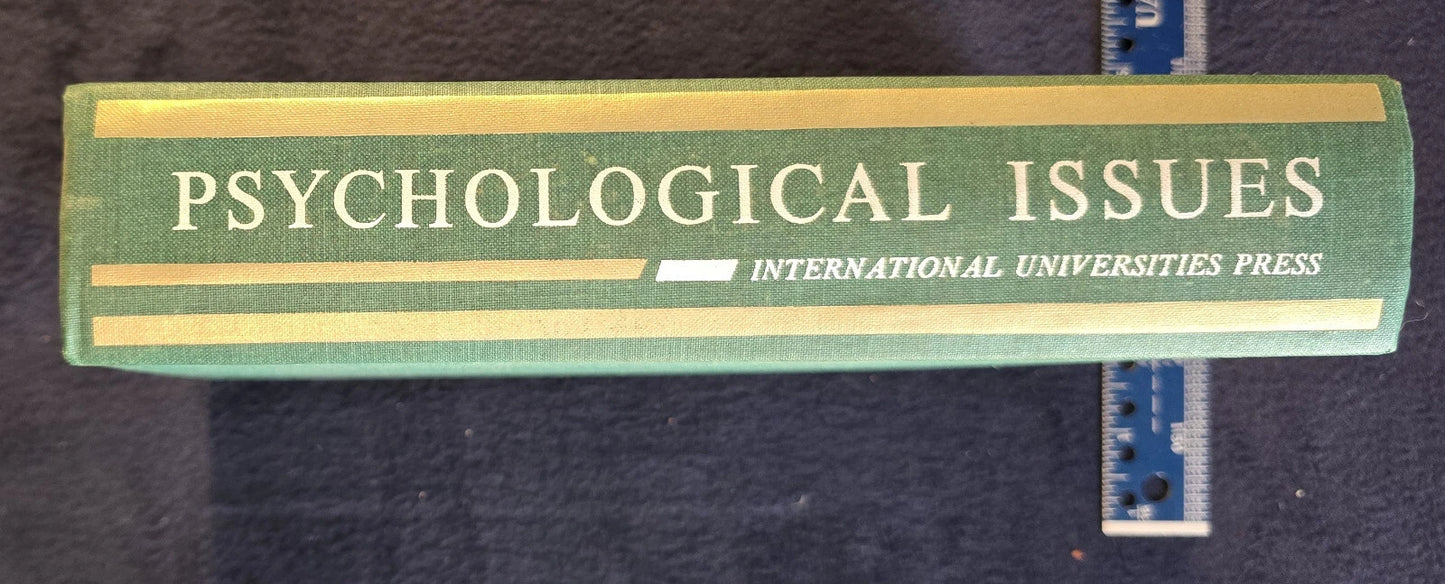 PSYCHOLOGICAL ISSUES
INTERNATIONAL UNIVERSITIES PRESS